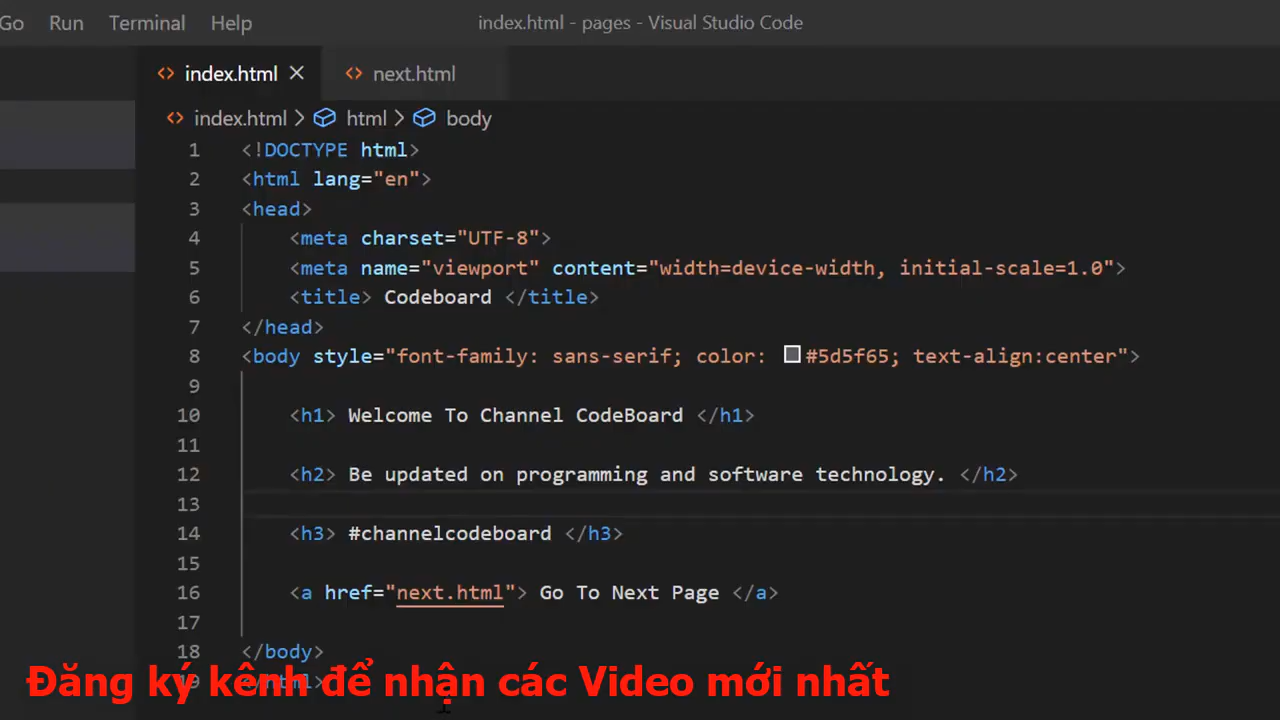 Go Run Terminal Help index.html - pages - Visual Studio Code
index.html next.html
index.html > html > body
1 <!DOCTYPE html>
2 <html lang="en">
3 <head>
4 <meta charset="UTF-8">
5 <meta name="viewport" content="width=device-width, initial-scale=1.0">
6 <title> Codeboard </title>
7 </head>
8 <body style="font-family: sans-serif; color: #5d5f65; text-align:center">
9
10 <h1> Welcome To Channel CodeBoard </h1>
11
12 <h2> Be updated on programming and software technology. </h2>
13
14 <h3> #channelcodeboard </h3>
15
16 <a href="next.html"> Go To Next Page </a>
17
18 </body>
19 </html>
Đăng ký kênh để nhận các Video mới nhất